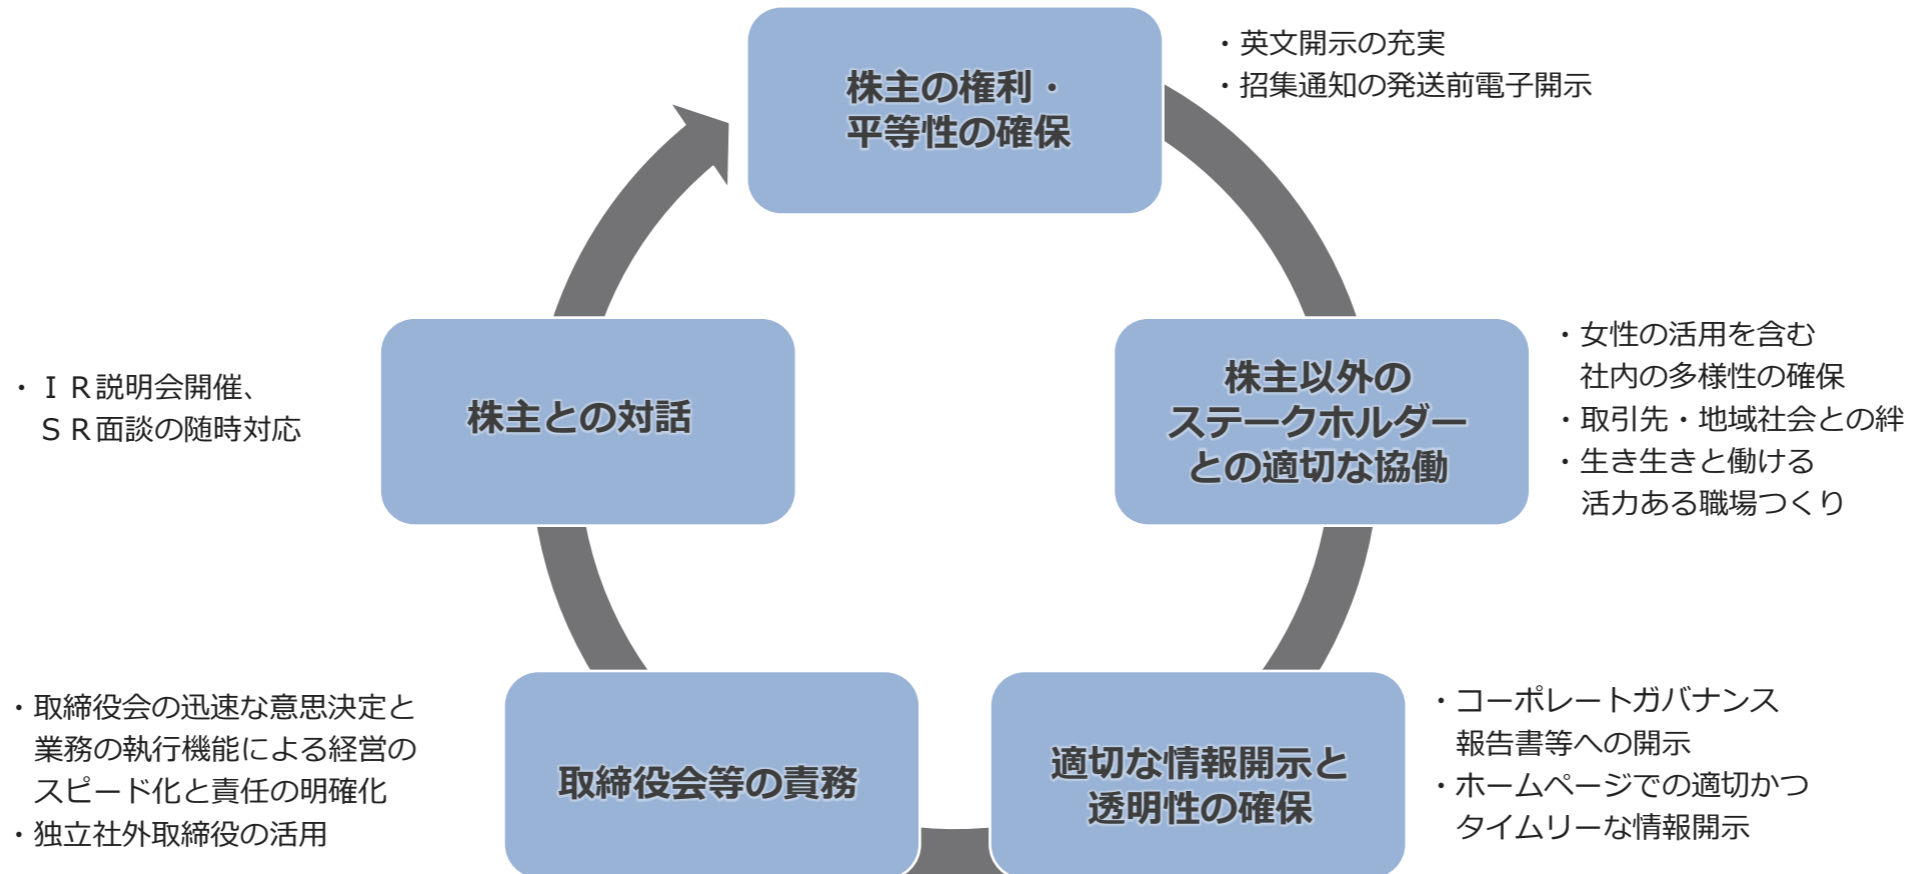 株主の権利・
平等性の確保
・英文開示の充実
・招集通知の発送前電子開示
株主以外の
ステークホルダー
との適切な協働
・女性の活用を含む
社内の多様性の確保
・取引先・地域社会との絆
・生き生きと働ける
活力ある職場つくり
適切な情報開示と
透明性の確保
・コーポレートガバナンス
報告書等への開示
・ホームページでの適切かつ
タイムリーな情報開示
取締役会等の責務
・取締役会の迅速な意思決定と
業務の執行機能による経営の
スピード化と責任の明確化
・独立社外取締役の活用
株主との対話
・ＩＲ説明会開催、
ＳＲ面談の随時対応